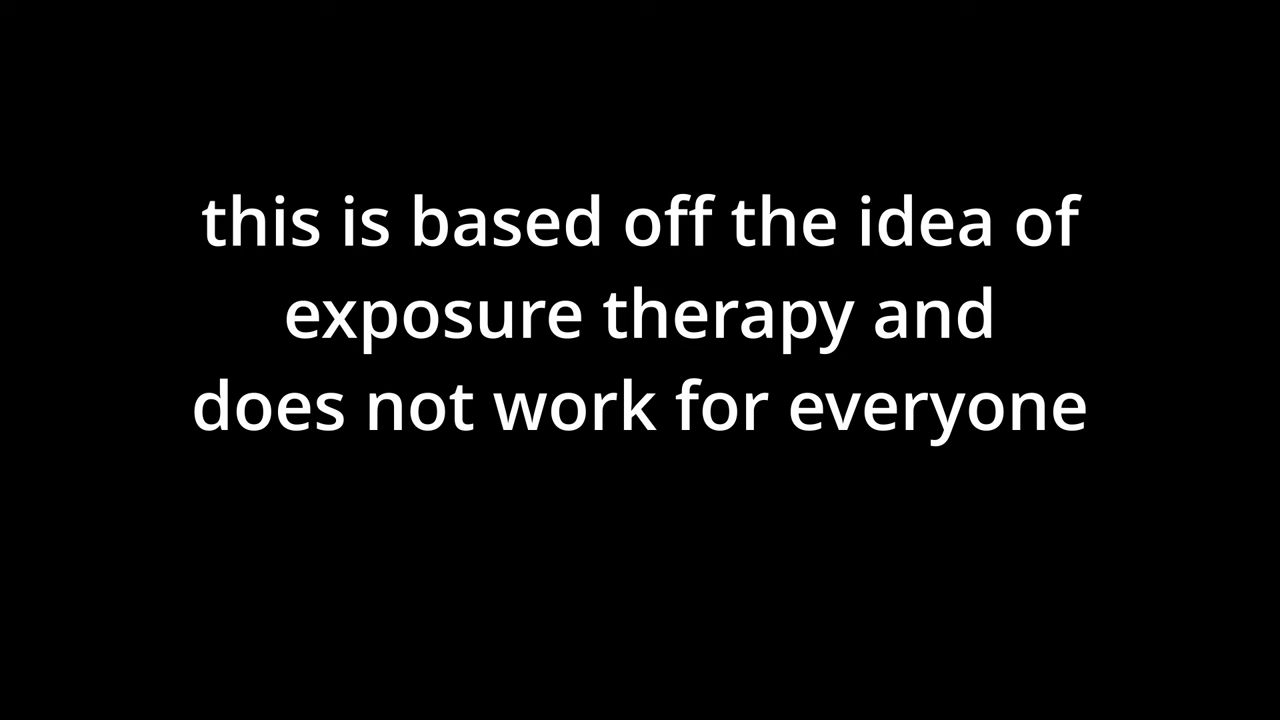 this is based off the idea of
exposure therapy and
does not work for everyone